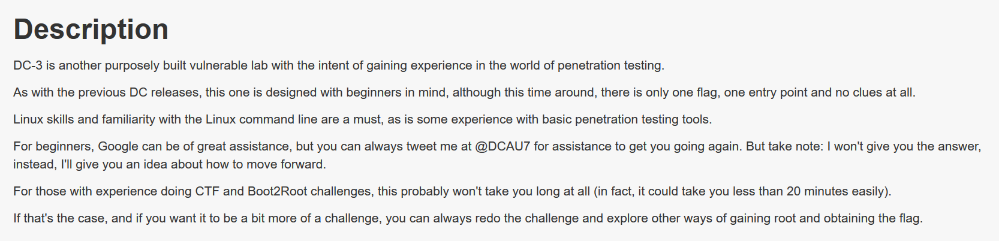 Description
DC-3 is another purposely built vulnerable lab with the intent of gaining experience in the world of penetration testing.
As with the previous DC releases, this one is designed with beginners in mind, although this time around, there is only one flag, one entry point and no clues at all.
Linux skills and familiarity with the Linux command line are a must, as is some experience with basic penetration testing tools.
For beginners, Google can be of great assistance, but you can always tweet me at @DCAU7 for assistance to get you going again. But take note: I won't give you the answer,
instead, I'll give you an idea about how to move forward.
For those with experience doing CTF and Boot2Root challenges, this probably won't take you long at all (in fact, it could take you less than 20 minutes easily).
If that's the case, and if you want it to be a bit more of a challenge, you can always redo the challenge and explore other ways of gaining root and obtaining the flag.